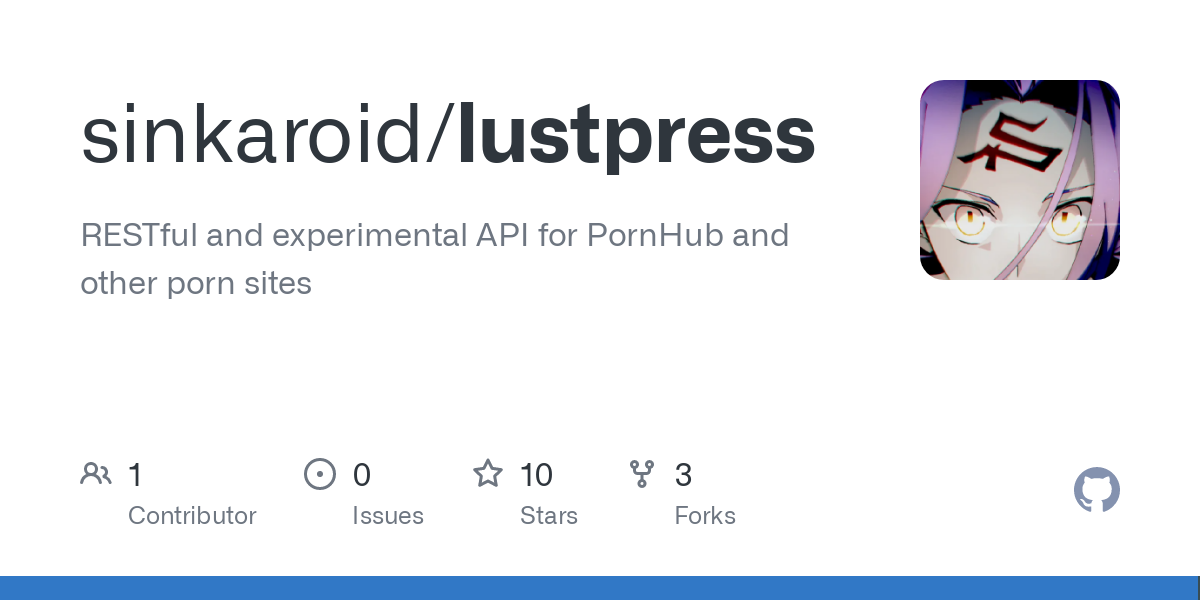 sinkaroid/lustpress
RESTful and experimental API for PornHub and
other porn sites
1
Contributor
0
Issues
10
Stars
3
Forks